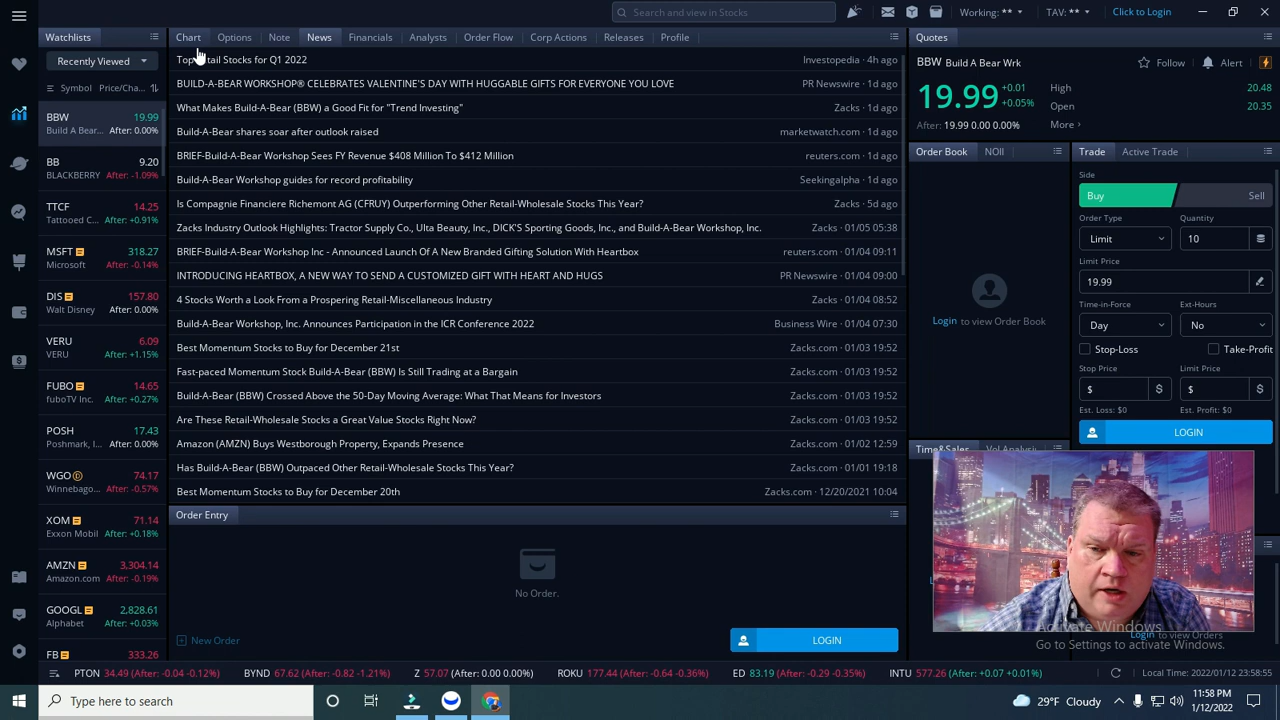 Search and view in Stocks
Working: **
TAV: **
Click to Login
Watchlists
Recently Viewed
Symbol Price/Chan...
BBW 19.99
Build A Bear... After: 0.00%
BB 9.20
BLACKBERRY After: -1.09%
TTCF 14.25
Tattooed C... After: +0.91%
MSFT 318.27
Microsoft After: -0.14%
DIS 157.80
Walt Disney After: 0.00%
VERU 6.09
VERU After: +1.15%
FUBO 14.65
fuboTV Inc. After: +0.27%
POSH 17.43
Poshmark, In... After: 0.00%
WGO 74.17
Winnebago... After: -0.57%
XOM 71.14
Exxon Mobil After: +0.18%
AMZN 3,304.14
Amazon.com After: -0.19%
GOOGL 2,828.61
Alphabet After: +0.03%
FB 333.26
Chart Options Note News Financials Analysts Order Flow Corp Actions Releases Profile
Top tail Stocks for Q1 2022 Investopedia · 4h ago
BUILD-A-BEAR WORKSHOP® CELEBRATES VALENTINE'S DAY WITH HUGGABLE GIFTS FOR EVERYONE YOU LOVE PR Newswire · 1d ago
What Makes Build-A-Bear (BBW) a Good Fit for "Trend Investing" Zacks · 1d ago
Build-A-Bear shares soar after outlook raised marketwatch.com · 1d ago
BRIEF-Build-A-Bear Workshop Sees FY Revenue $408 Million To $412 Million reuters.com · 1d ago
Build-A-Bear Workshop guides for record profitability Seekingalpha · 1d ago
Is Compagnie Financiere Richemont AG (CFRUY) Outperforming Other Retail-Wholesale Stocks This Year? Zacks · 5d ago
Zacks Industry Outlook Highlights: Tractor Supply Co., Ulta Beauty, Inc., DICK'S Sporting Goods, Inc., and Build-A-Bear Workshop, Inc. Zacks · 01/05 05:38
BRIEF-Build-A-Bear Workshop Inc - Announced Launch Of A New Branded Gifting Solution With Heartbox reuters.com · 01/04 09:11
INTRODUCING HEARTBOX, A NEW WAY TO SEND A CUSTOMIZED GIFT WITH HEART AND HUGS PR Newswire · 01/04 09:00
4 Stocks Worth a Look From a Prospering Retail-Miscellaneous Industry Zacks · 01/04 08:52
Build-A-Bear Workshop, Inc. Announces Participation in the ICR Conference 2022 Business Wire · 01/04 07:30
Best Momentum Stocks to Buy for December 21st Zacks.com · 01/03 19:52
Fast-paced Momentum Stock Build-A-Bear (BBW) Is Still Trading at a Bargain Zacks.com · 01/03 19:52
Build-A-Bear (BBW) Crossed Above the 50-Day Moving Average: What That Means for Investors Zacks.com · 01/03 19:52
Are These Retail-Wholesale Stocks a Great Value Stocks Right Now? Zacks.com · 01/03 19:52
Amazon (AMZN) Buys Westborough Property, Expands Presence Zacks.com · 01/02 12:59
Has Build-A-Bear (BBW) Outpaced Other Retail-Wholesale Stocks This Year? Zacks.com · 01/01 19:18
Best Momentum Stocks to Buy for December 20th Zacks.com · 12/20/2021 10:04
Order Entry
No Order.
New Order
LOGIN
Quotes
BBW Build A Bear Wrk
Follow Alert
19.99 +0.01
+0.05%
High 20.48
Open 20.35
After: 19.99 0.00 0.00%
More >
Order Book NOII
Login to view Order Book
Trade Active Trade
Side
Buy Sell
Order Type Quantity
Limit 10
Limit Price
19.99
Time-in-Force Ext-Hours
Day No
Stop-Loss Take-Profit
Stop Price Limit Price
$ $ $ $
Est. Loss: $0 Est. Profit: $0
LOGIN
Time&Sales Vol Analysis
Activate Windows
Login to view Orders
Go to Settings to activate Windows.
PTON 34.49 (After: -0.04 -0.12%) BYND 67.62 (After: -0.82 -1.21%) Z 57.07 (After: 0.00 0.00%) ROKU 177.44 (After: -0.64 -0.36%) ED 83.19 (After: -0.29 -0.35%) INTU 577.26 (After: +0.07 +0.01%) Local Time: 2022/01/12 23:58:55
Type here to search
29°F Cloudy
11:58 PM
1/12/2022